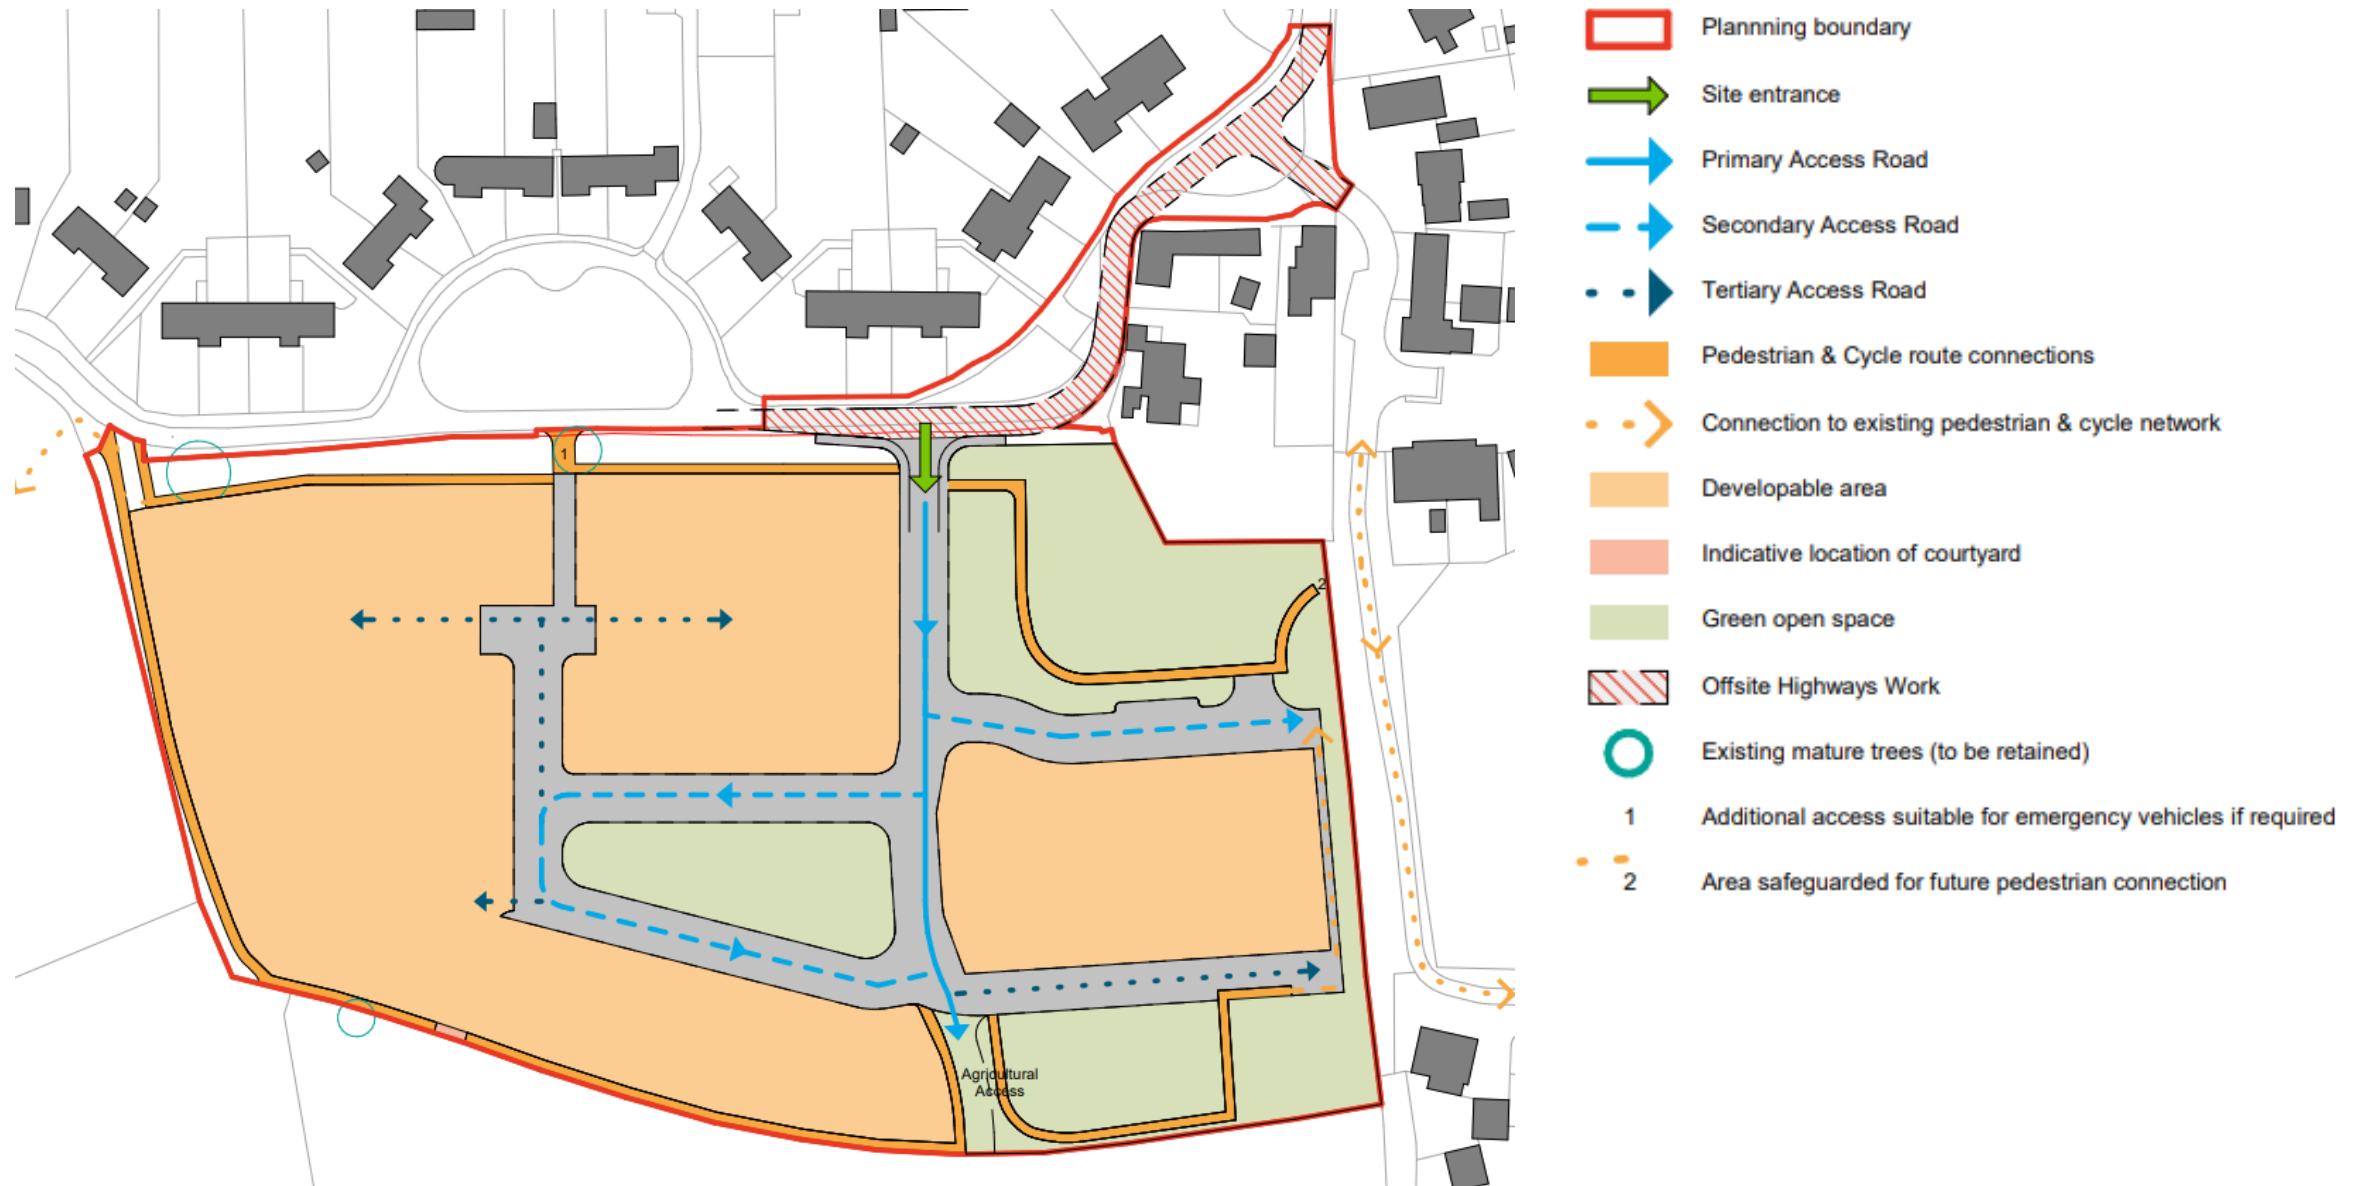 1
2
Agricultural
Access
Plannning boundary
Site entrance
Primary Access Road
Secondary Access Road
Tertiary Access Road
Pedestrian & Cycle route connections
Connection to existing pedestrian & cycle network
Developable area
Indicative location of courtyard
Green open space
Offsite Highways Work
Existing mature trees (to be retained)
1 Additional access suitable for emergency vehicles if required
2 Area safeguarded for future pedestrian connection